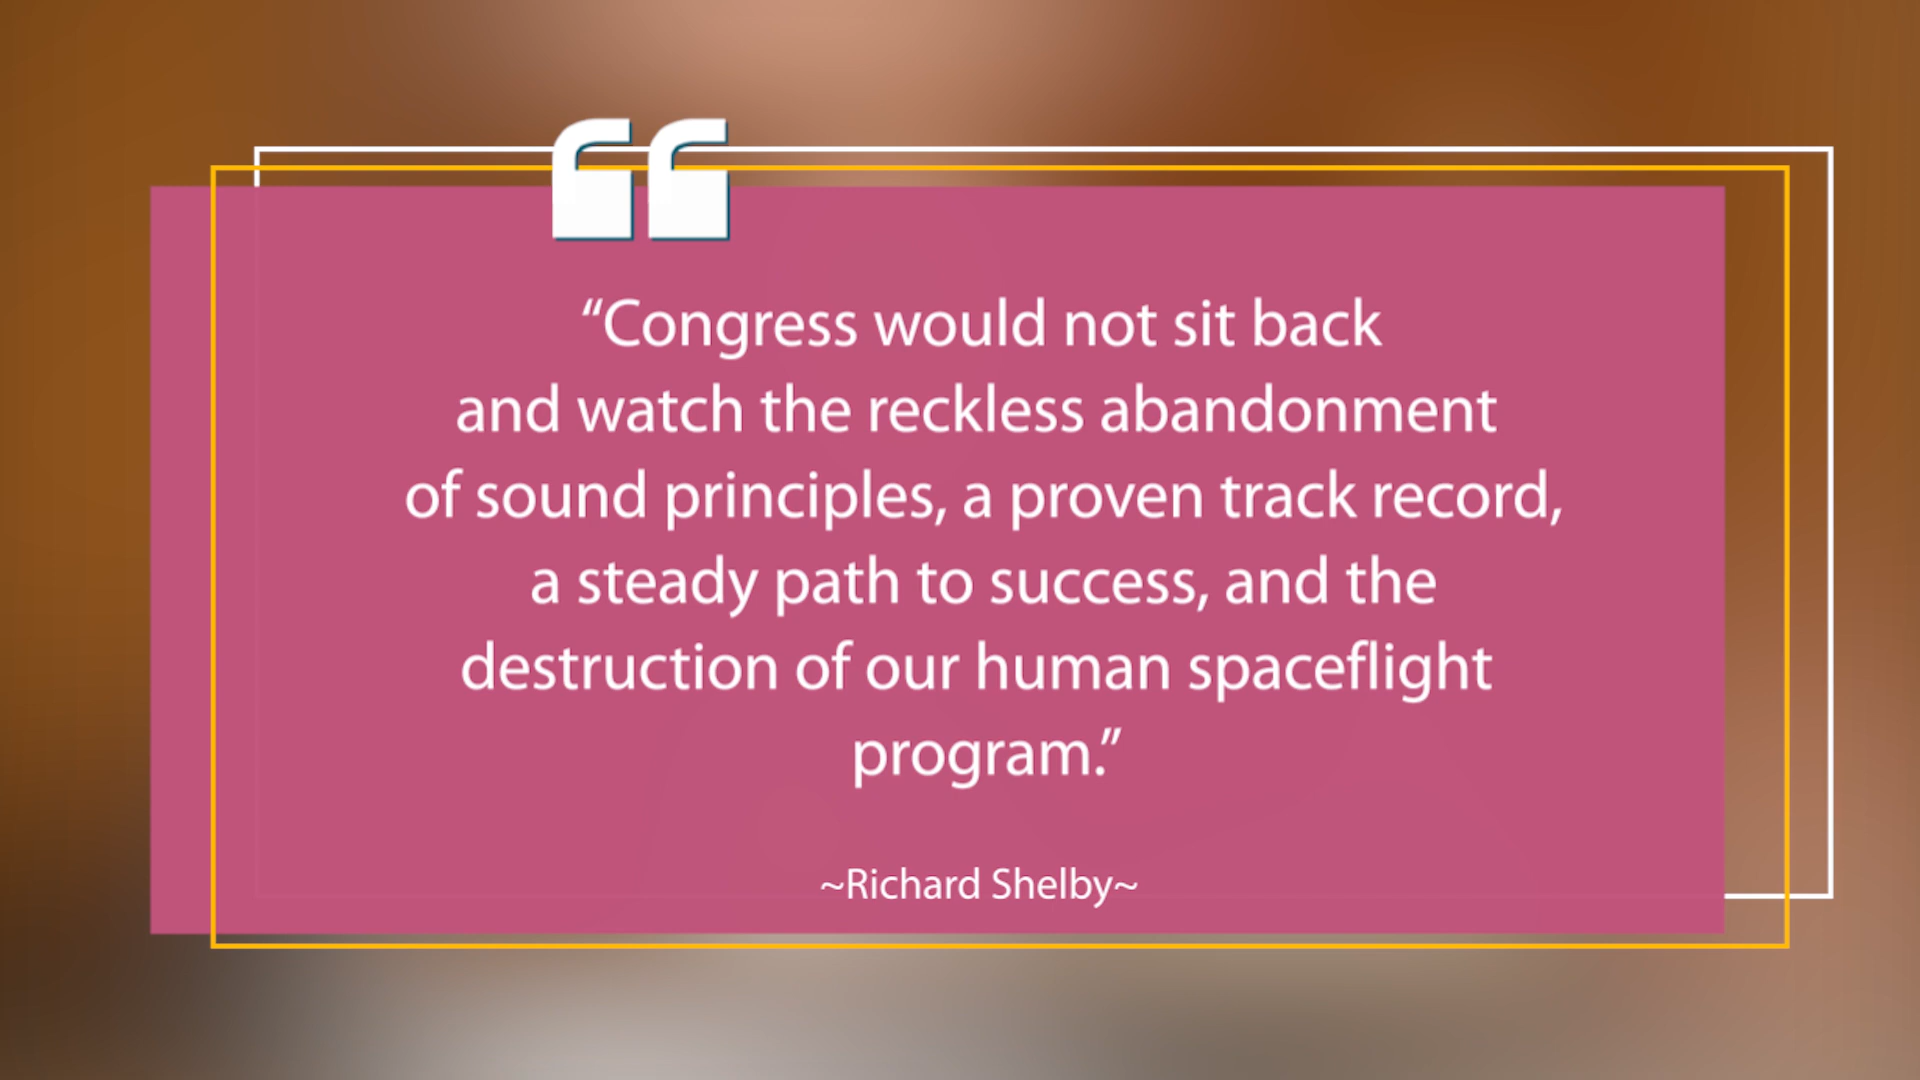 “Congress would not sit back
and watch the reckless abandonment
of sound principles, a proven track record,
a steady path to success, and the
destruction of our human spaceflight
program.”
~Richard Shelby~